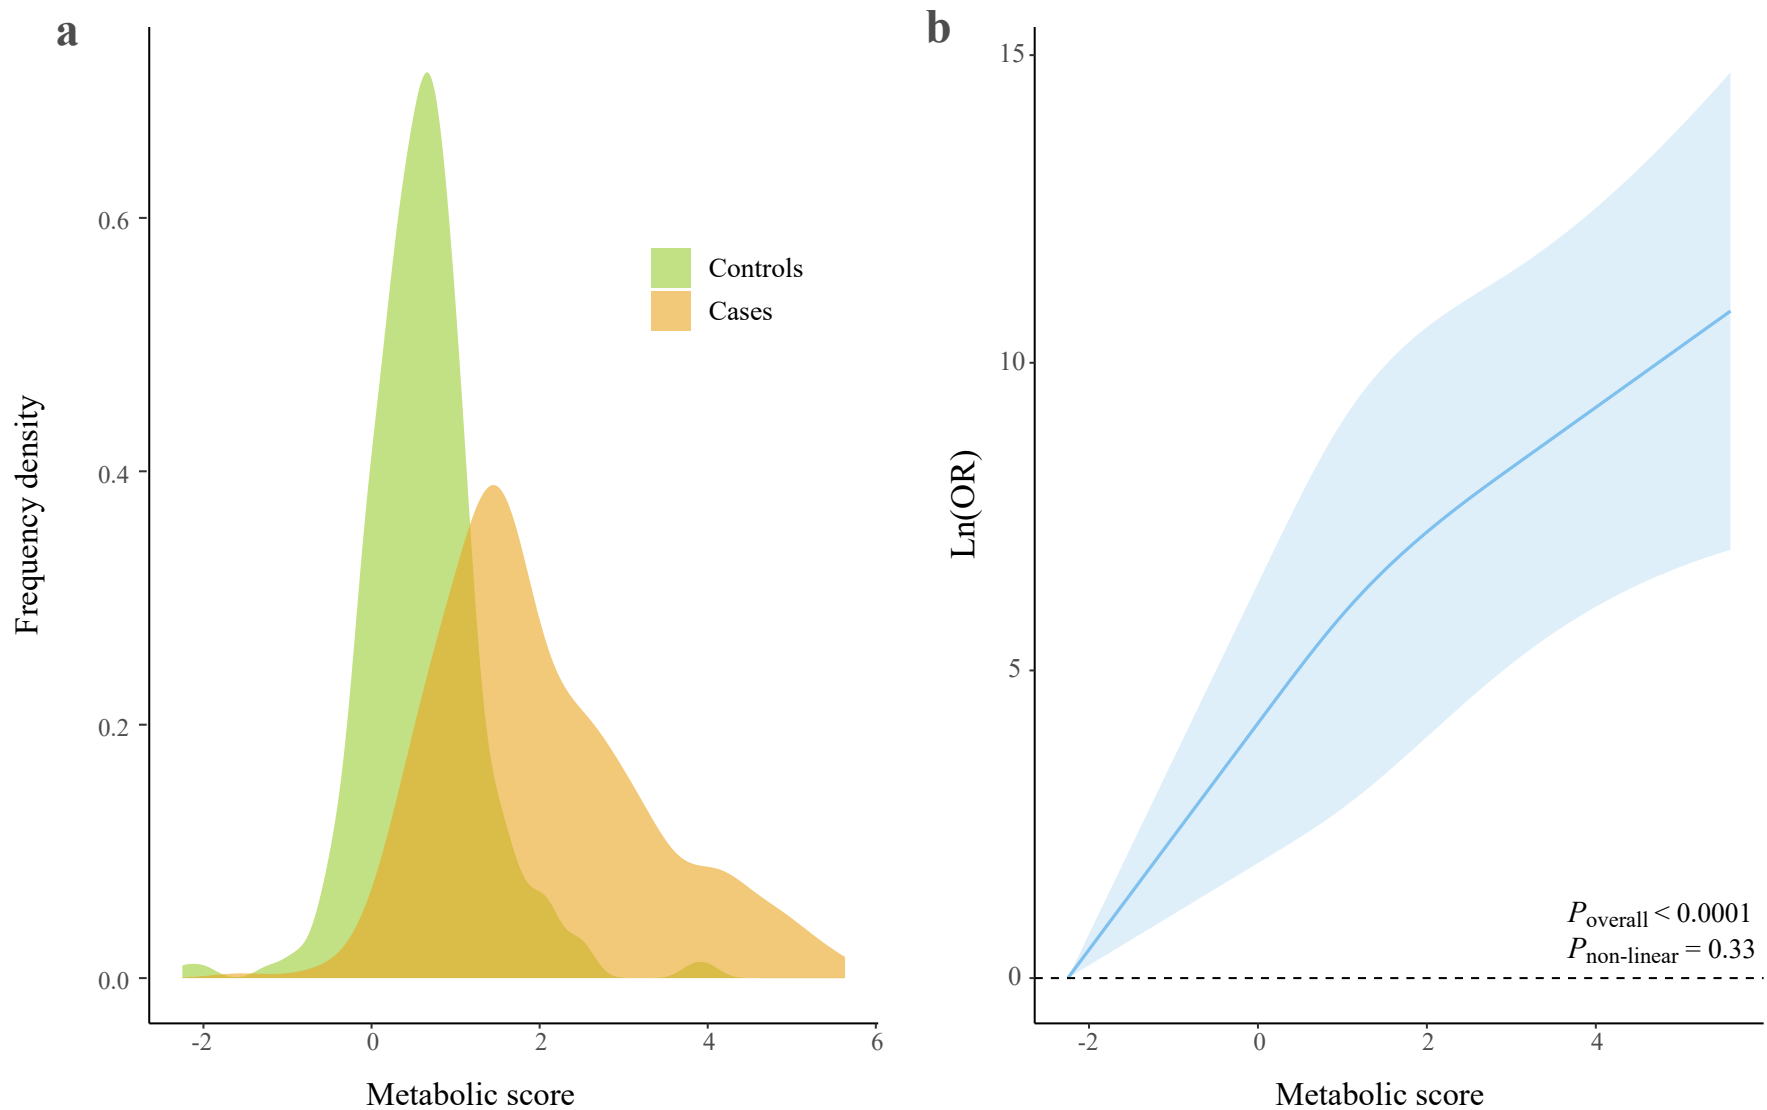 a
Frequency density
0.6
0.4
0.2
0.0
-2
0
2
4
6
Metabolic score
Controls
Cases
b
Ln(OR)
15
10
5
0
-2
0
2
4
Metabolic score
Poverall < 0.0001
Pnon-linear = 0.33